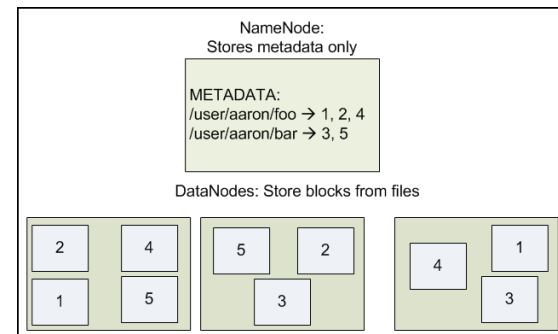 NameNode:
Stores metadata only
METADATA:
/user/aaron/foo → 1, 2, 4
/user/aaron/bar → 3, 5
DataNodes: Store blocks from files
2 4
1 5
5 2
3
1
4
3